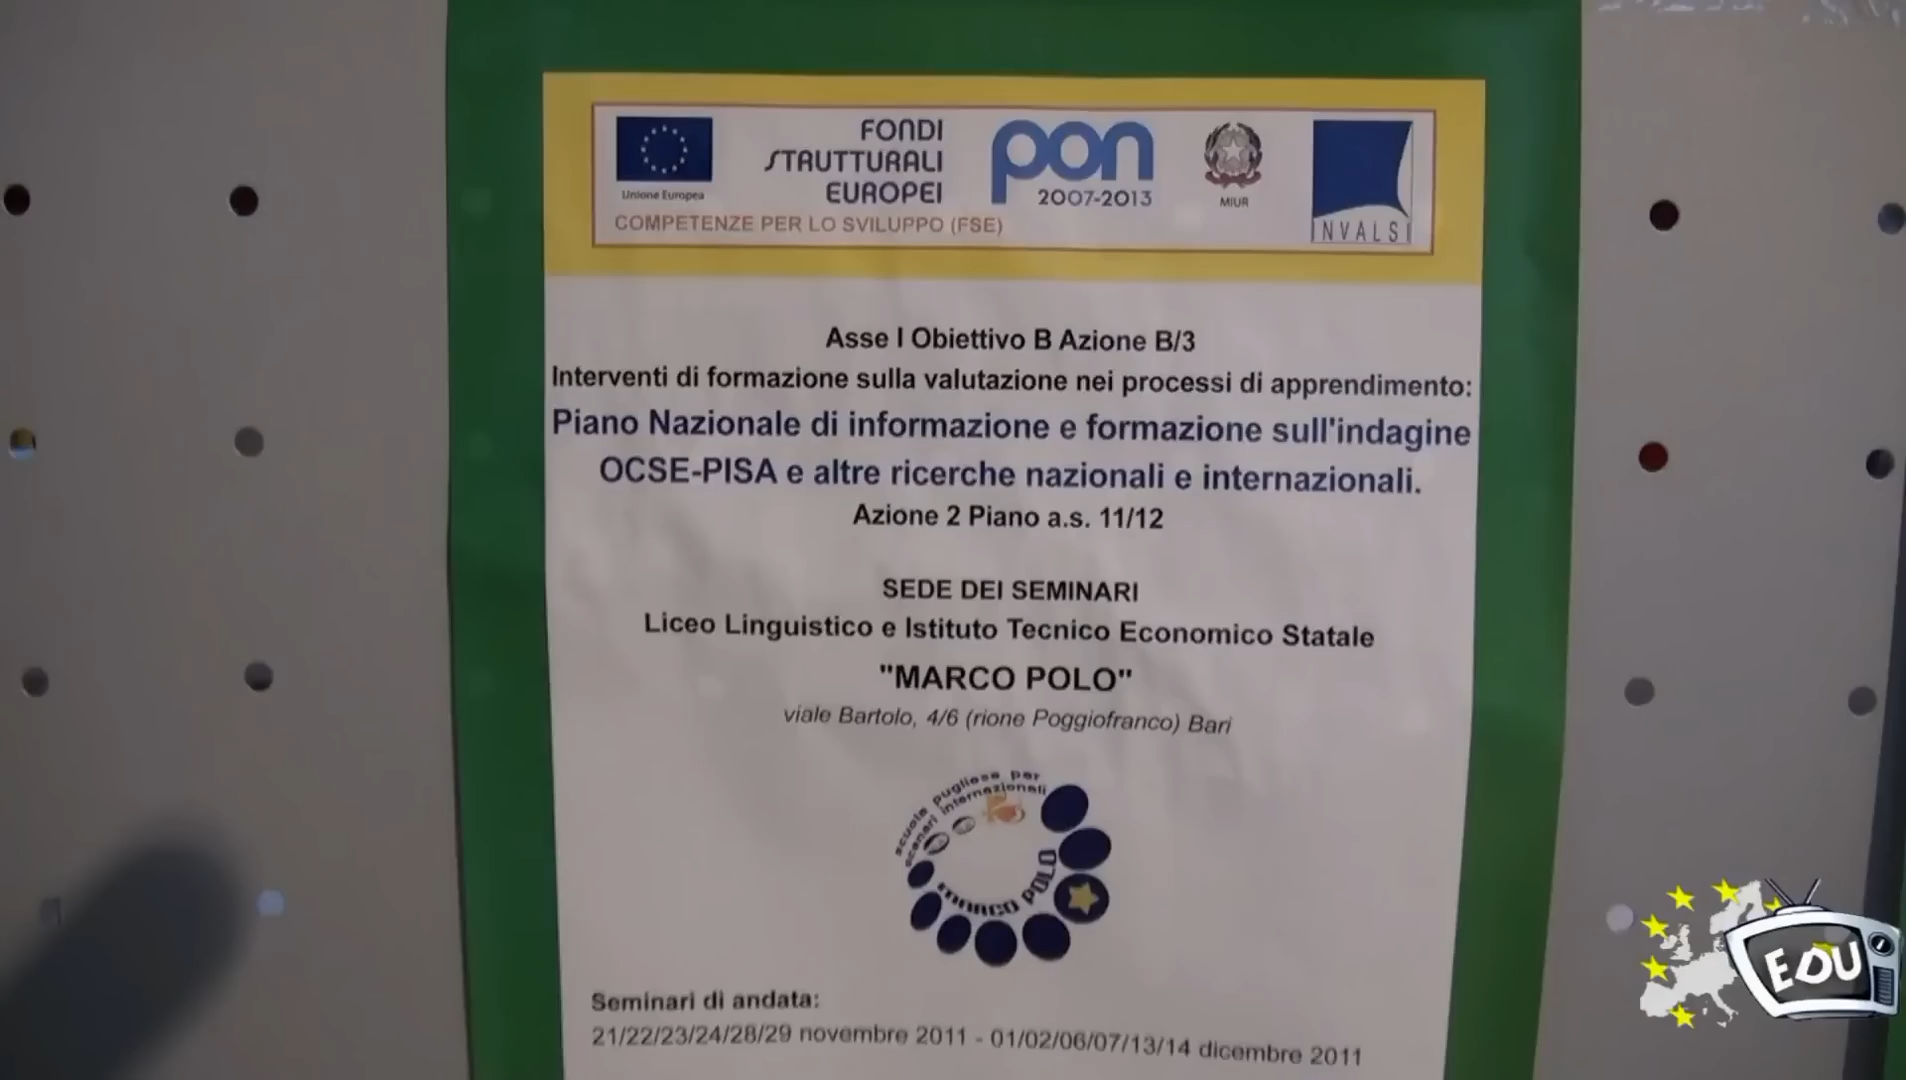 FONDI
STRUTTURALI
EUROPEI
pon
2007-2013
Unione Europea
MIUR
INVALSI
COMPETENZE PER LO SVILUPPO (FSE)
Asse I Obiettivo B Azione B/3
Interventi di formazione sulla valutazione nei processi di apprendimento:
Piano Nazionale di informazione e formazione sull'indagine
OCSE-PISA e altre ricerche nazionali e internazionali.
Azione 2 Piano a.s. 11/12
SEDE DEI SEMINARI
Liceo Linguistico e Istituto Tecnico Economico Statale
"MARCO POLO"
viale Bartolo, 4/6 (rione Poggiofranco) Bari
scuole pugliese per
scenari internazionali
MARCO POLO
Seminari di andata:
21/22/23/24/28/29 novembre 2011 - 01/02/06/07/13/14 dicembre 2011
EDU